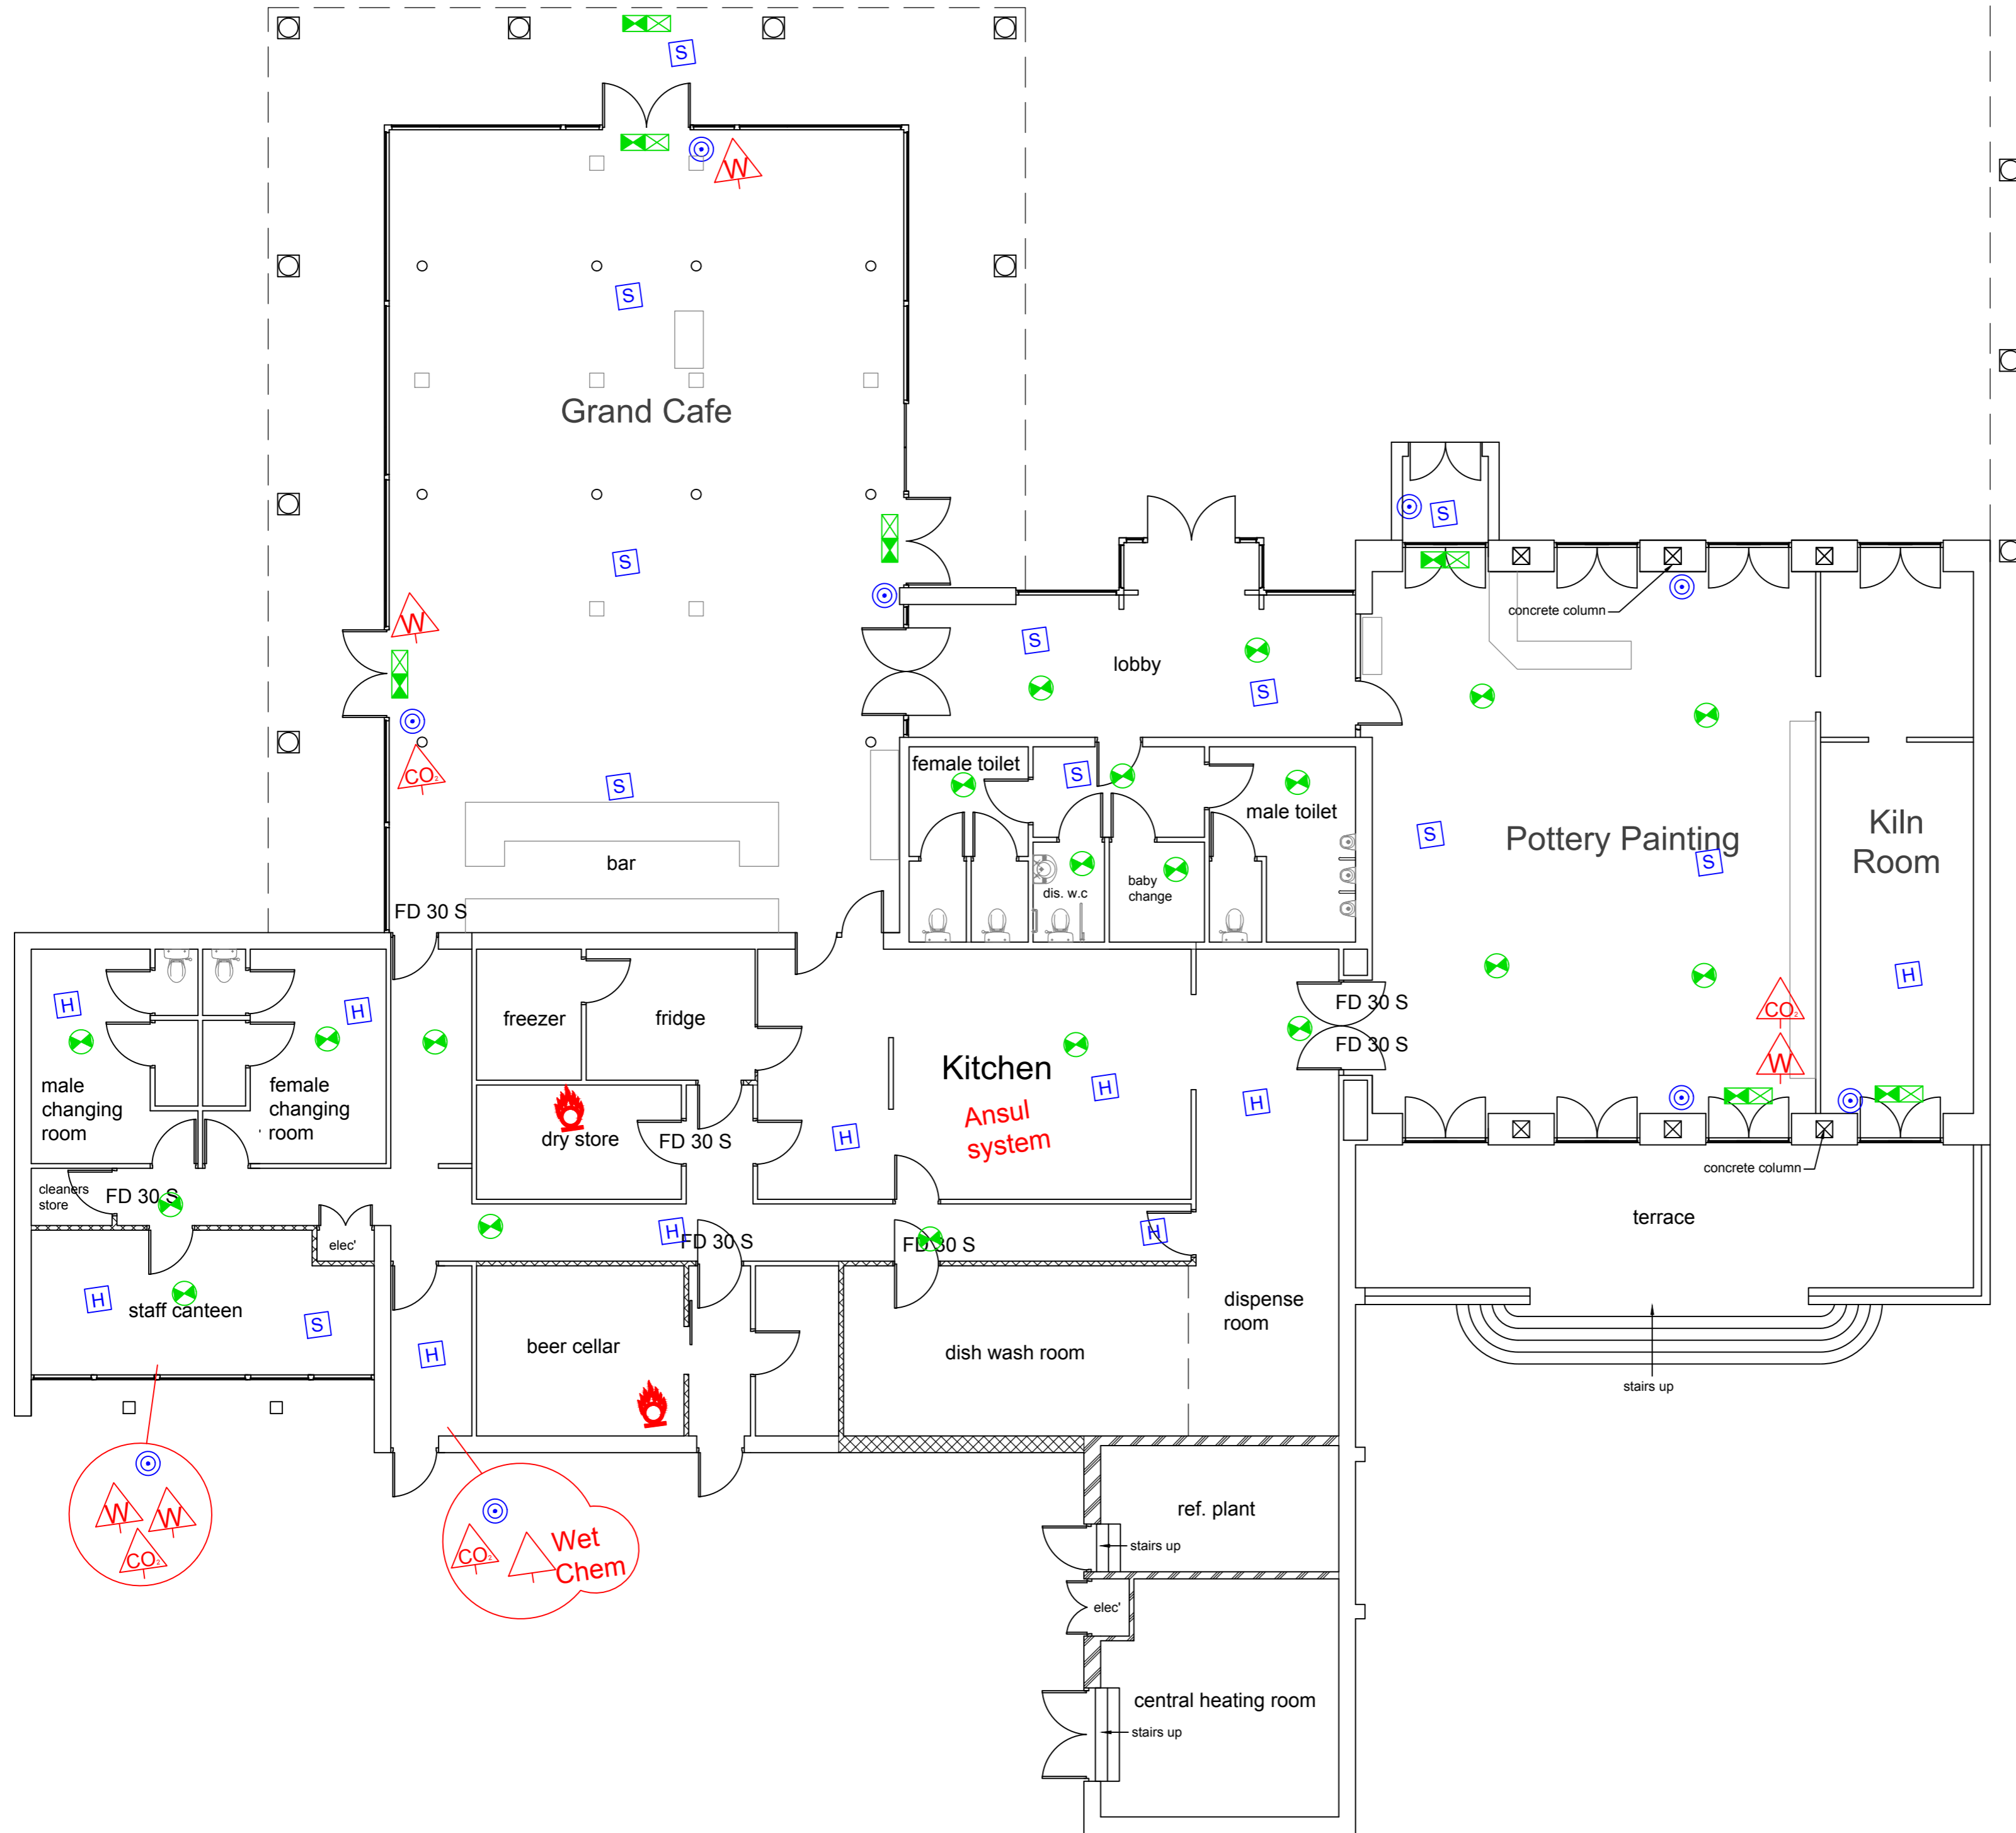 S
W
S
Grand Cafe
S
S
concrete column
W
S
lobby
S
CO2
S
female toilet
S
male toilet
bar
dis. w.c
baby
change
S
Pottery Painting
S
Kiln
Room
FD 30 S
H
H
freezer
fridge
Kitchen
FD 30 S
FD 30 S
H
CO2
W
male
changing
room
female
changing
room
dry store
FD 30 S
H
Ansul
system
H
H
concrete column
cleaners
store
FD 30 S
elec'
H
FD 30 S
FD 30 S
H
terrace
H
staff canteen
S
H
beer cellar
dish wash room
dispense
room
stairs up
W
W
CO2
CO2
Wet
Chem
ref. plant
stairs up
elec'
central heating room
stairs up